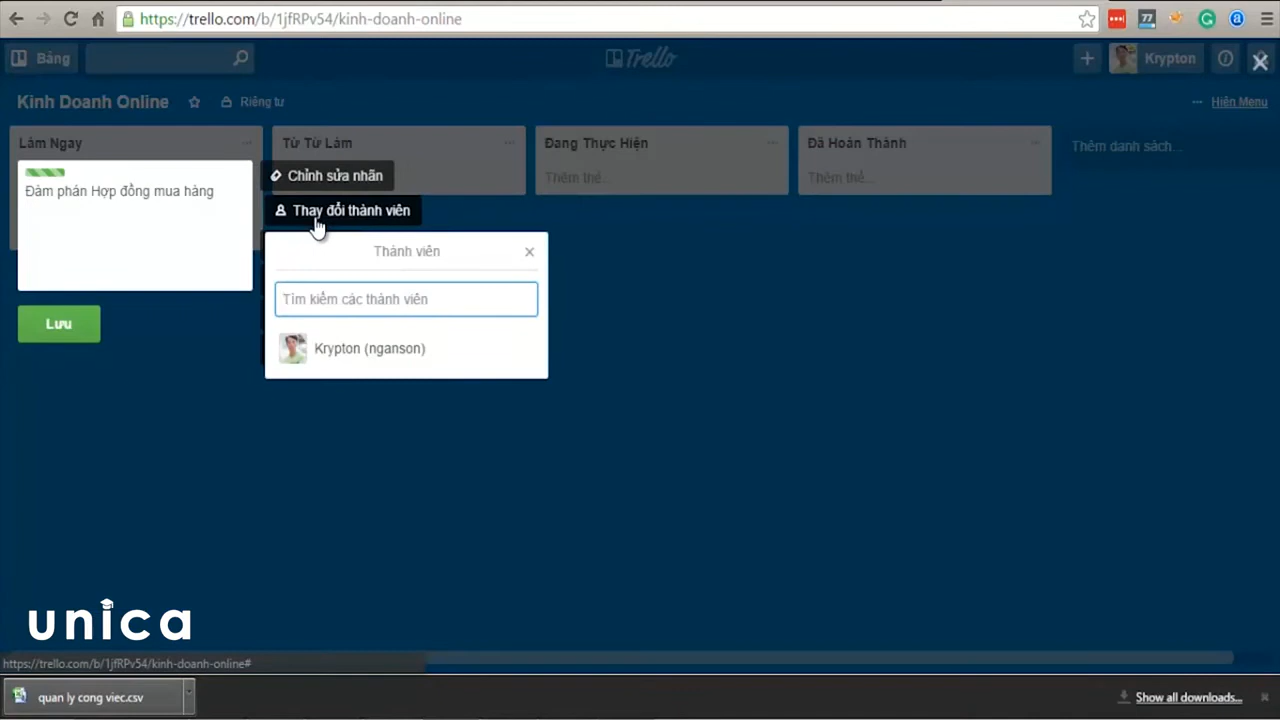 https://trello.com/b/1jfRPv54/kinh-doanh-online
77
Bảng
Trello
Krypton
Kinh Doanh Online
Riêng tư
Hiện Menu
Làm Ngay
Từ Từ Làm
Đang Thực Hiện
Đã Hoàn Thành
Thêm danh sách...
Đàm phán Hợp đồng mua hàng
Chỉnh sửa nhãn
Thêm thẻ...
Thêm thẻ...
Thay đổi thành viên
Thành viên
Tìm kiếm các thành viên
Lưu
Krypton (nganson)
unica
https://trello.com/b/1jfRPv54/kinh-doanh-online#
quan ly cong viec.csv
Show all downloads...